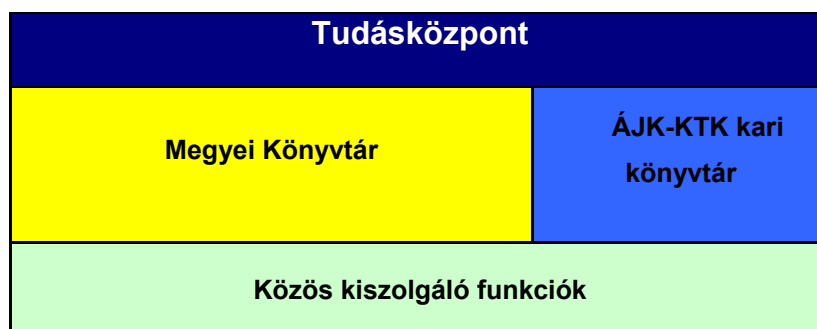 Tudásközpont
Megyei Könyvtár
ÁJK-KTK kari
könyvtár
Közös kiszolgáló funkciók